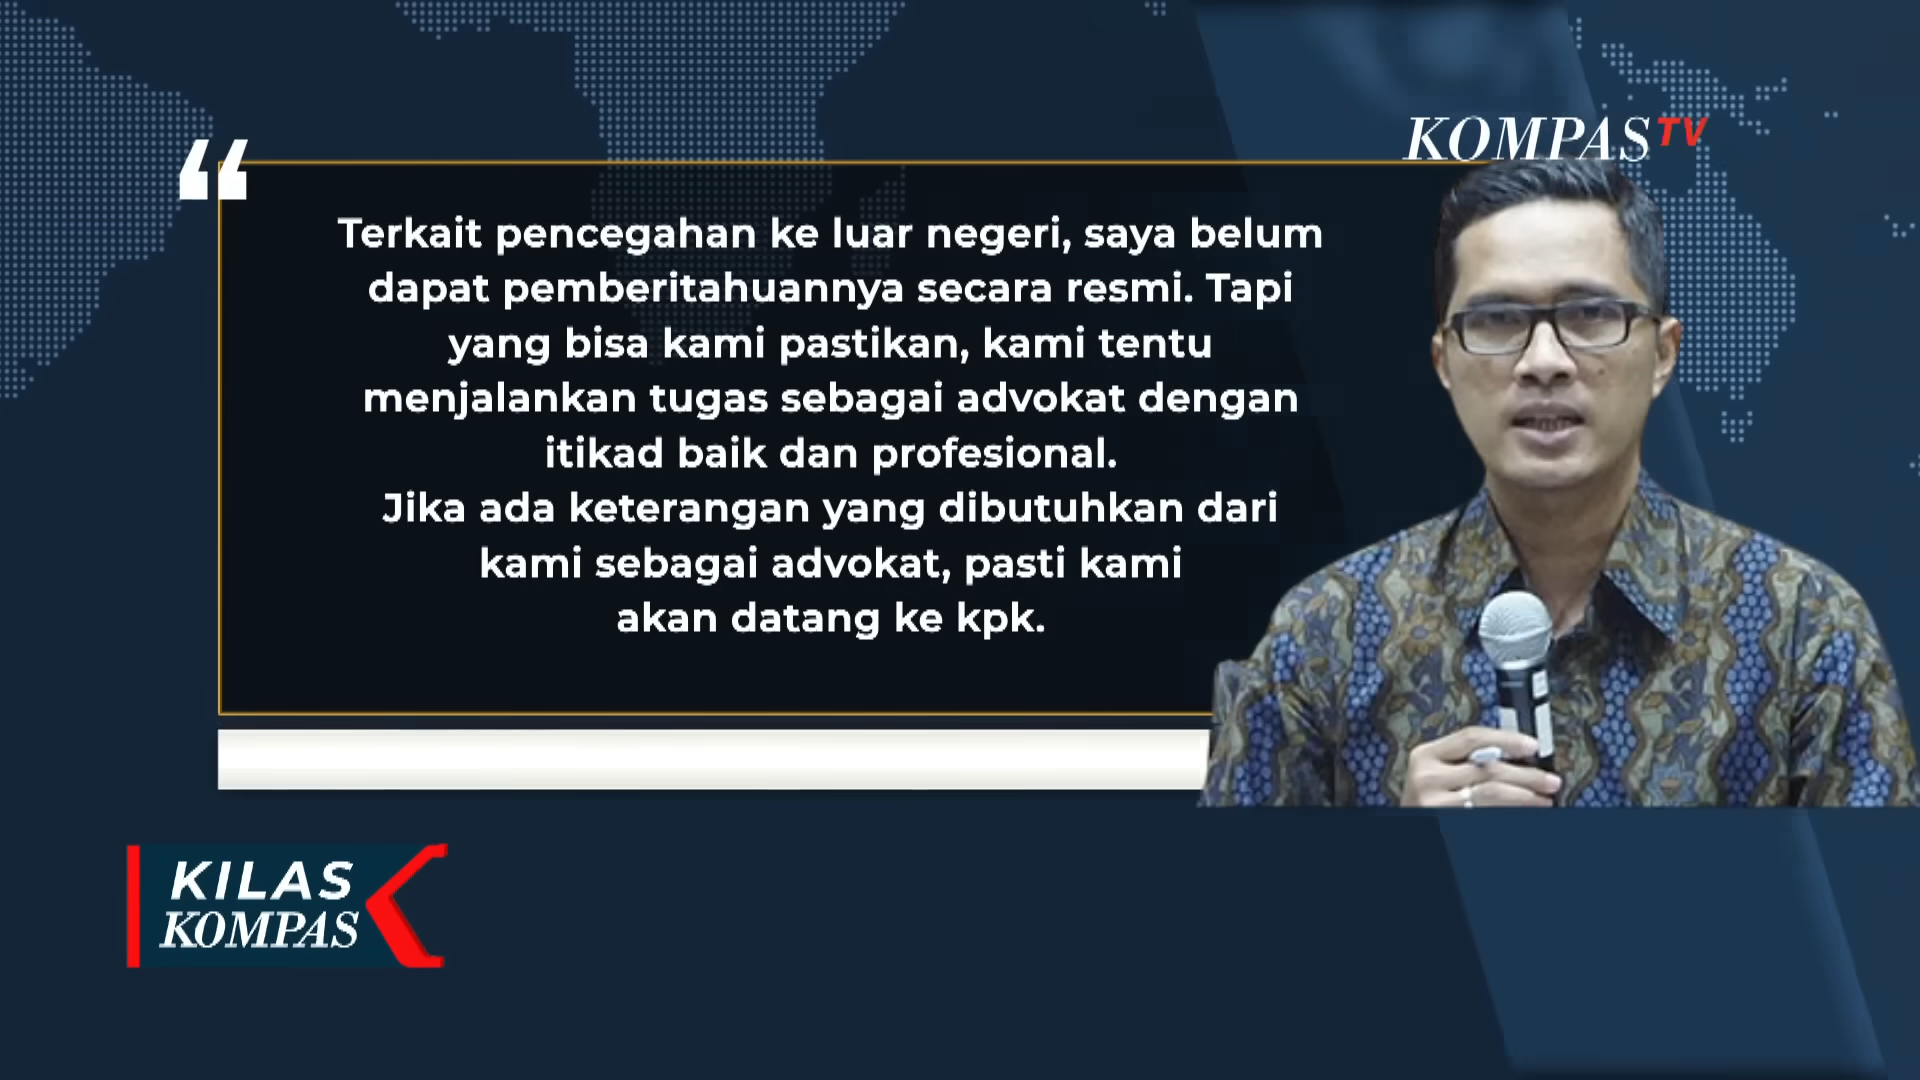 KOMPAS TV
“
Terkait pencegahan ke luar negeri, saya belum
dapat pemberitahuannya secara resmi. Tapi
yang bisa kami pastikan, kami tentu
menjalankan tugas sebagai advokat dengan
itikad baik dan profesional.
Jika ada keterangan yang dibutuhkan dari
kami sebagai advokat, pasti kami
akan datang ke kpk.
KILAS
KOMPAS